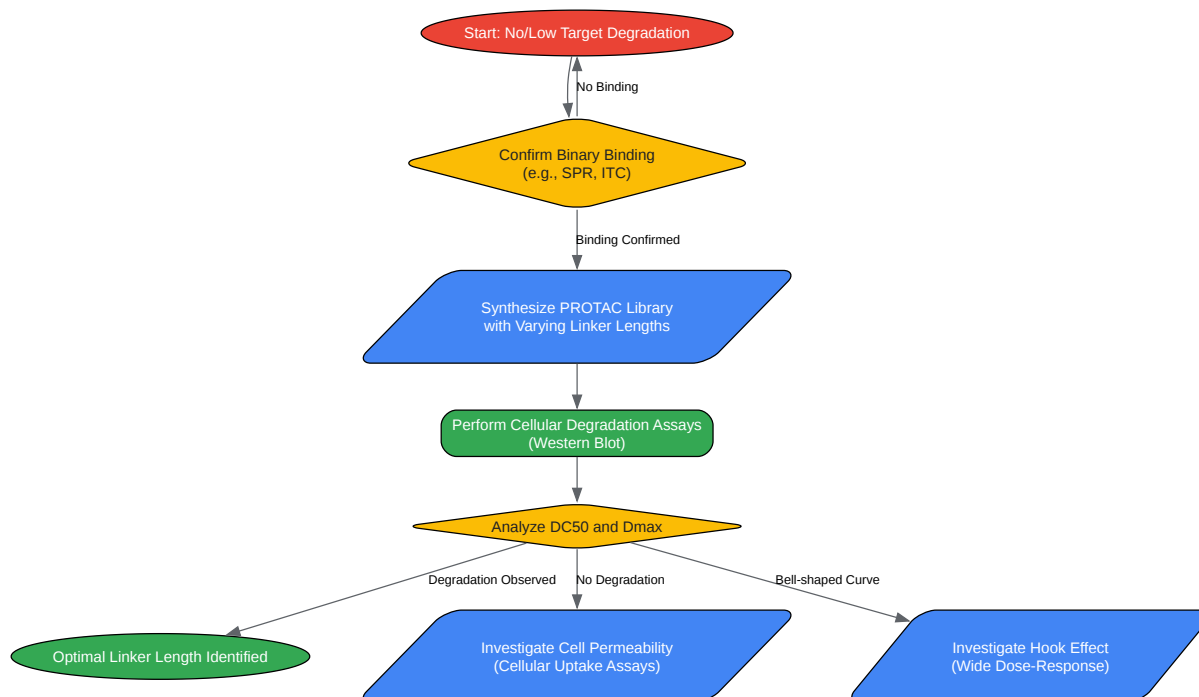 Start: No/Low Target Degradation
No Binding
Confirm Binary Binding
(e.g., SPR, ITC)
Binding Confirmed
Synthesize PROTAC Library
with Varying Linker Lengths
Perform Cellular Degradation Assays
(Western Blot)
Analyze DC50 and Dmax
Degradation Observed
No Degradation
Bell-shaped Curve
Optimal Linker Length Identified
Investigate Cell Permeability
(Cellular Uptake Assays)
Investigate Hook Effect
(Wide Dose-Response)